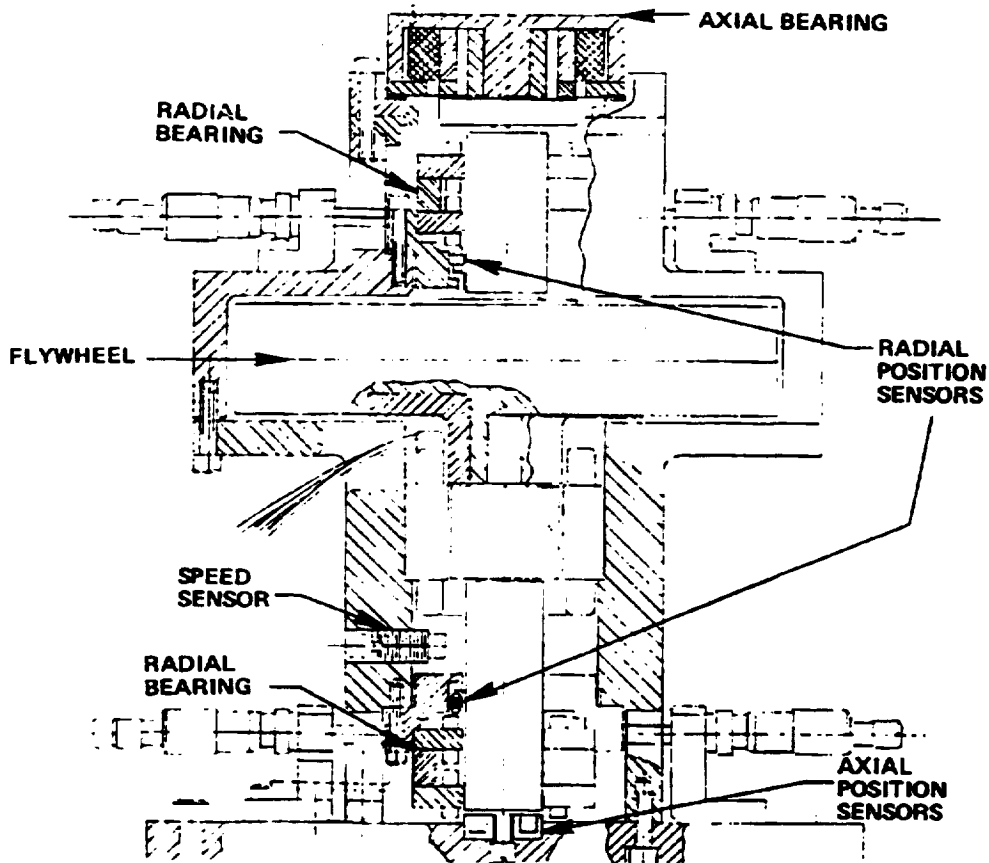 AXIAL BEARING
RADIAL
BEARING
FLYWHEEL
RADIAL
POSITION
SENSORS
SPEED
SENSOR
RADIAL
BEARING
AXIAL
POSITION
SENSORS